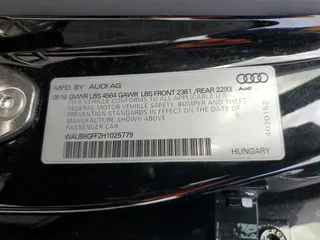 MFD. BY AUDI AG
08/16 GVWR LBS 4564 GAWR LBS FRONT 2381 /REAR 2293
THIS VEHICLE CONFORMS TO ALL APPLICABLE U.S.
FEDERAL MOTOR VEHICLE SAFETY, BUMPER, AND THEFT
PREVENTION STANDARDS IN EFFECT ON THE DATE OF
MANUFACTURE SHOWN ABOVE.
PASSENGER CAR
WAUB8GFF2H1025779
HUNGARY